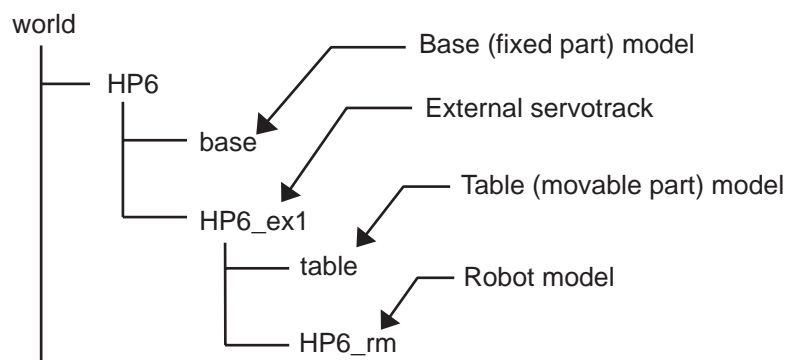 world
Base (fixed part) model
HP6
External servotrack
base
Table (movable part) model
HP6_ex1
table
Robot model
HP6_rm